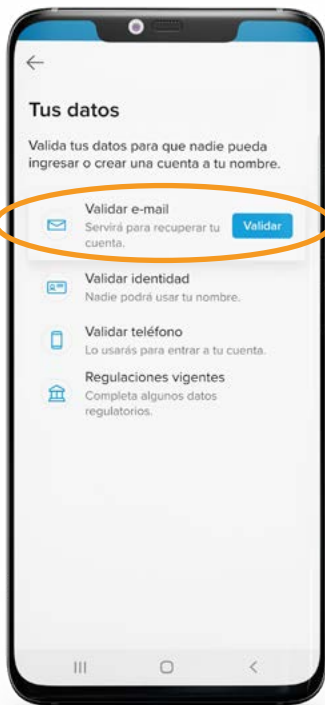 Tus datos
Valida tus datos para que nadie pueda
ingresar o crear una cuenta a tu nombre.
Validar e-mail
Servirá para recuperar tu
cuenta.
Validar
Validar identidad
Nadie podrá usar tu nombre.
Validar teléfono
Lo usarás para entrar a tu cuenta.
Regulaciones vigentes
Completa algunos datos
regulatorios.